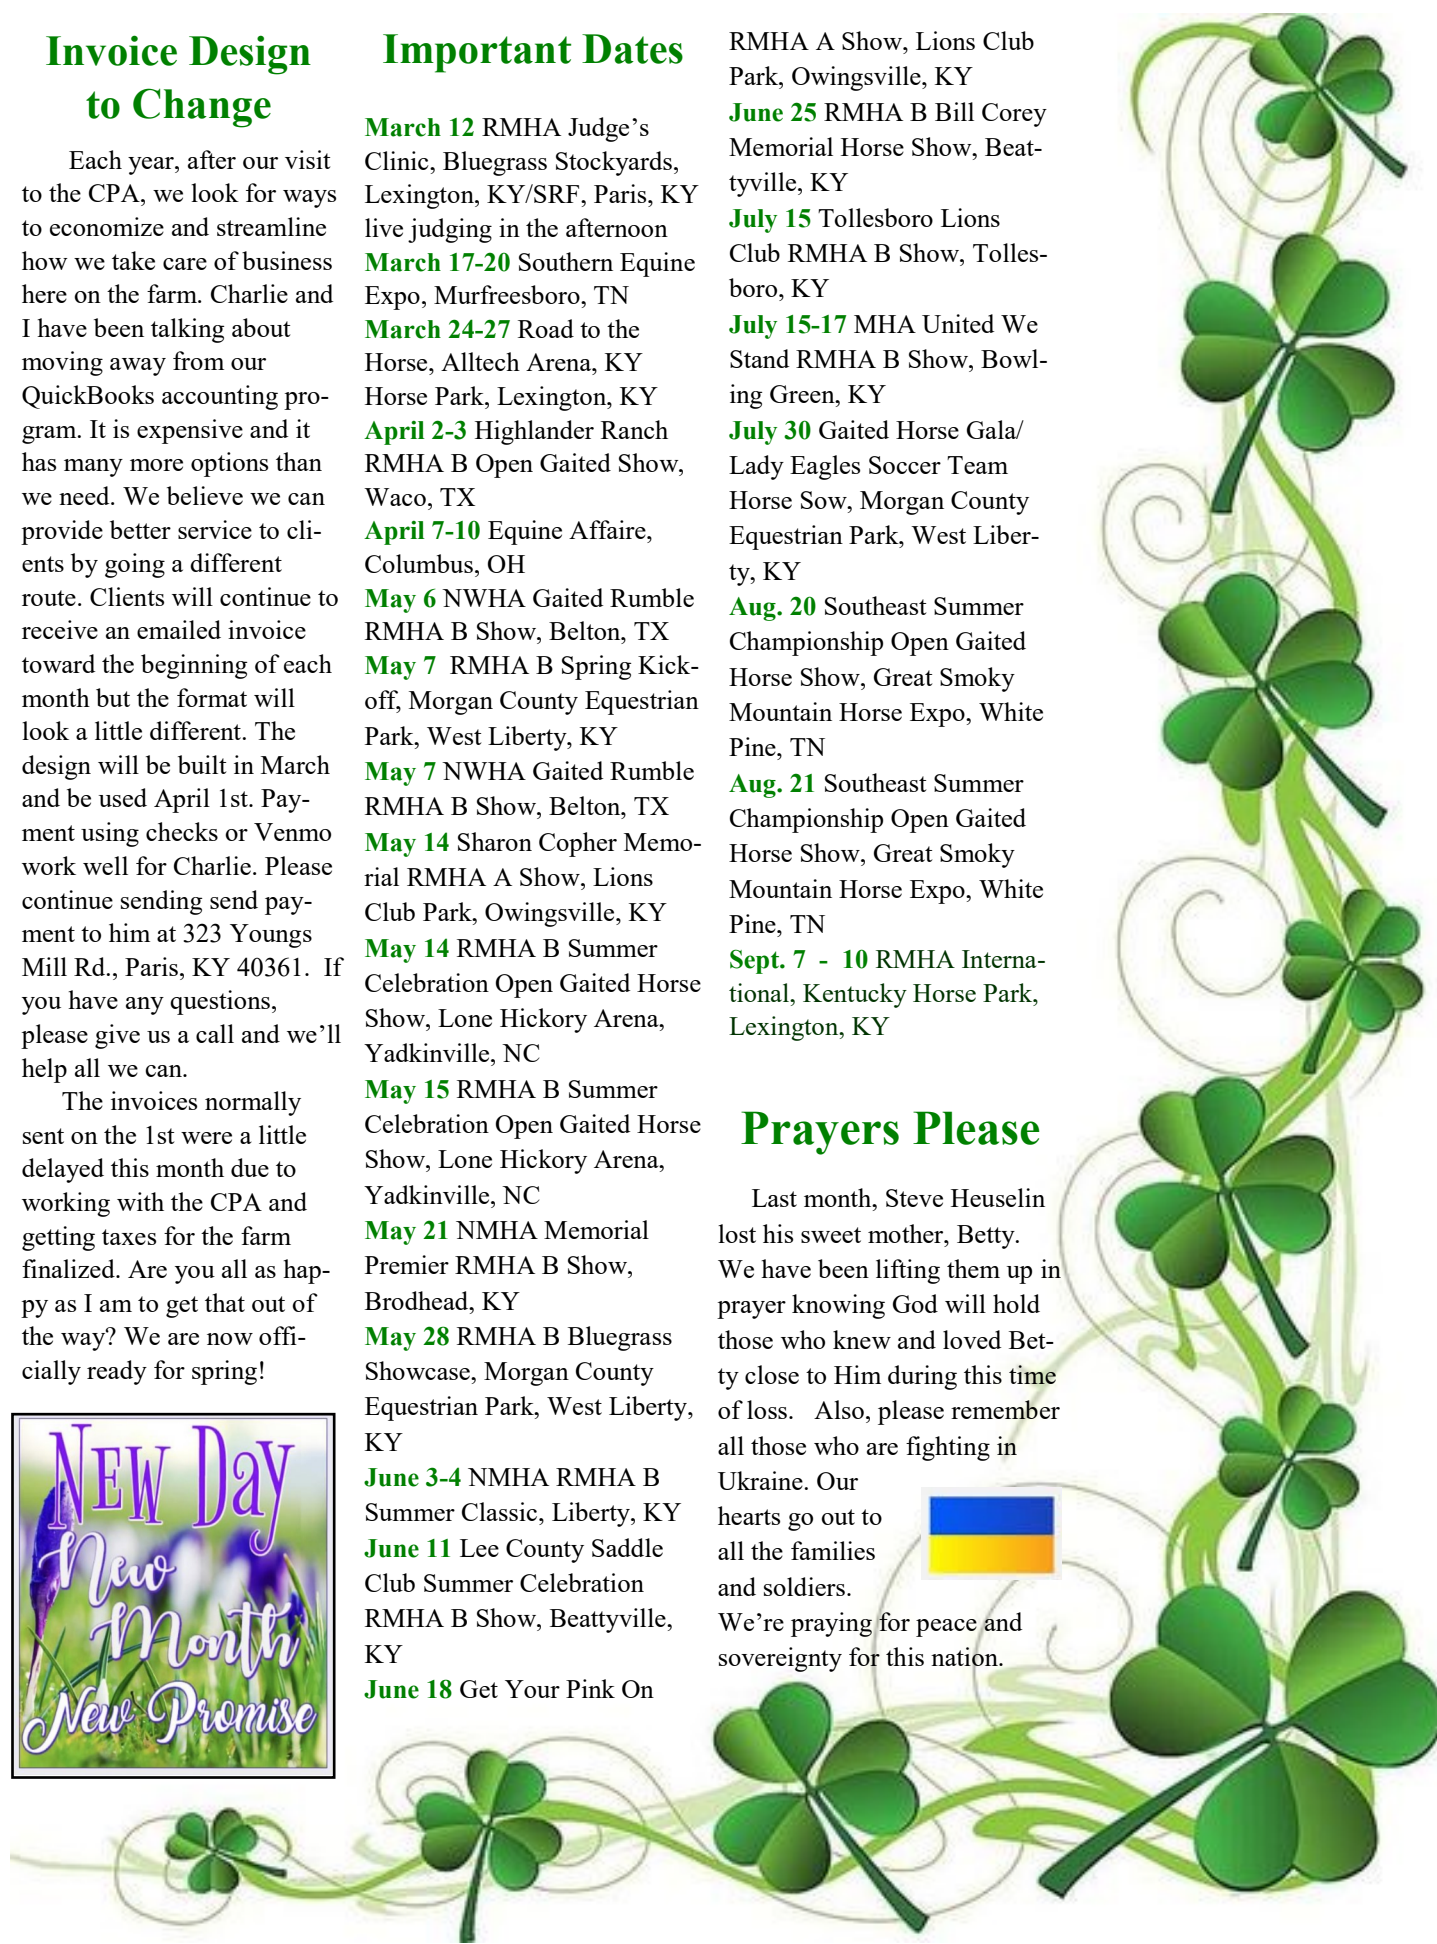 Invoice Design
to Change
Each year, after our visit
to the CPA, we look for ways
to economize and streamline
how we take care of business
here on the farm. Charlie and
I have been talking about
moving away from our
QuickBooks accounting pro-
gram. It is expensive and it
has many more options than
we need. We believe we can
provide better service to cli-
ents by going a different
route. Clients will continue to
receive an emailed invoice
toward the beginning of each
month but the format will
look a little different. The
design will be built in March
and be used April 1st. Pay-
ment using checks or Venmo
work well for Charlie. Please
continue sending send pay-
ment to him at 323 Youngs
Mill Rd., Paris, KY 40361. If
you have any questions,
please give us a call and we’ll
help all we can.
The invoices normally
sent on the 1st were a little
delayed this month due to
working with the CPA and
getting taxes for the farm
finalized. Are you all as hap-
py as I am to get that out of
the way? We are now offi-
cially ready for spring!
New Day
New
Month
New Promise
Important Dates
March 12 RMHA Judge’s
Clinic, Bluegrass Stockyards,
Lexington, KY/SRF, Paris, KY
live judging in the afternoon
March 17-20 Southern Equine
Expo, Murfreesboro, TN
March 24-27 Road to the
Horse, Alltech Arena, KY
Horse Park, Lexington, KY
April 2-3 Highlander Ranch
RMHA B Open Gaited Show,
Waco, TX
April 7-10 Equine Affaire,
Columbus, OH
May 6 NWHA Gaited Rumble
RMHA B Show, Belton, TX
May 7 RMHA B Spring Kick-
off, Morgan County Equestrian
Park, West Liberty, KY
May 7 NWHA Gaited Rumble
RMHA B Show, Belton, TX
May 14 Sharon Copher Memo-
rial RMHA A Show, Lions
Club Park, Owingsville, KY
May 14 RMHA B Summer
Celebration Open Gaited Horse
Show, Lone Hickory Arena,
Yadkinville, NC
May 15 RMHA B Summer
Celebration Open Gaited Horse
Show, Lone Hickory Arena,
Yadkinville, NC
May 21 NMHA Memorial
Premier RMHA B Show,
Brodhead, KY
May 28 RMHA B Bluegrass
Showcase, Morgan County
Equestrian Park, West Liberty,
KY
June 3-4 NMHA RMHA B
Summer Classic, Liberty, KY
June 11 Lee County Saddle
Club Summer Celebration
RMHA B Show, Beattyville,
KY
June 18 Get Your Pink On
RMHA A Show, Lions Club
Park, Owingsville, KY
June 25 RMHA B Bill Corey
Memorial Horse Show, Beat-
tyville, KY
July 15 Tollesboro Lions
Club RMHA B Show, Tolles-
boro, KY
July 15-17 MHA United We
Stand RMHA B Show, Bowl-
ing Green, KY
July 30 Gaited Horse Gala/
Lady Eagles Soccer Team
Horse Sow, Morgan County
Equestrian Park, West Liber-
ty, KY
Aug. 20 Southeast Summer
Championship Open Gaited
Horse Show, Great Smoky
Mountain Horse Expo, White
Pine, TN
Aug. 21 Southeast Summer
Championship Open Gaited
Horse Show, Great Smoky
Mountain Horse Expo, White
Pine, TN
Sept. 7 - 10 RMHA Interna-
tional, Kentucky Horse Park,
Lexington, KY
Prayers Please
Last month, Steve Heuselin
lost his sweet mother, Betty.
We have been lifting them up in
prayer knowing God will hold
those who knew and loved Bet-
ty close to Him during this time
of loss. Also, please remember
all those who are fighting in
Ukraine. Our
hearts go out to
all the families
and soldiers.
We’re praying for peace and
sovereignty for this nation.